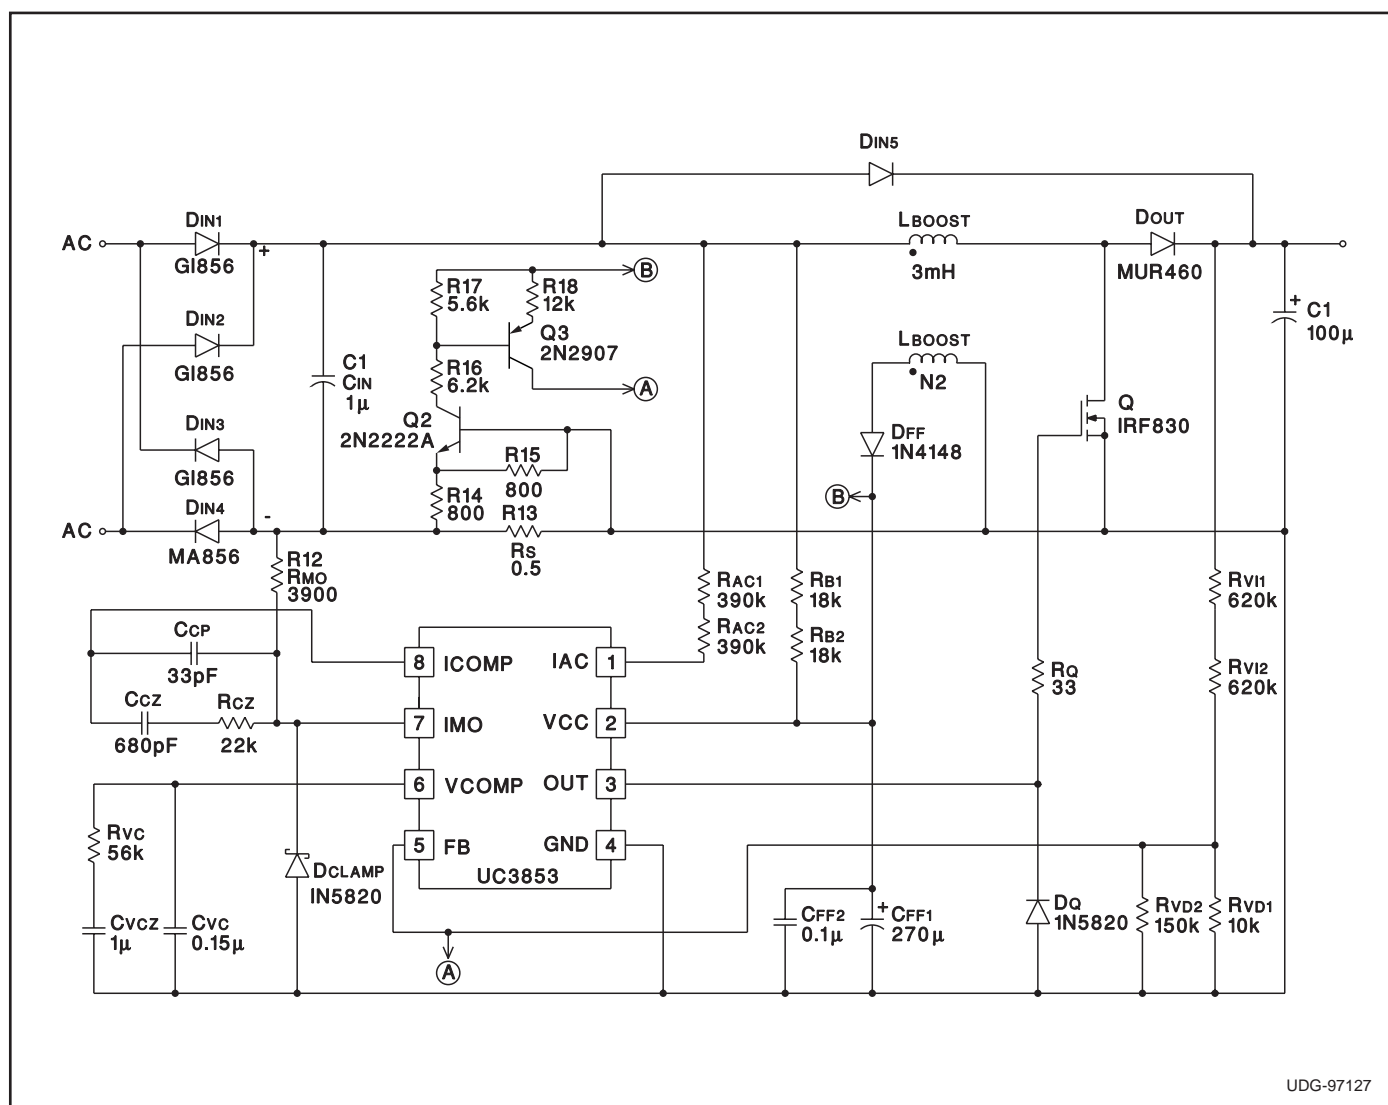 DIN5
LBOOST
3mH
DOUT
MUR460
AC
DIN1
GI856
+
DIN2
GI856
DIN3
GI856
AC
DIN4
MA856
-
C1
CIN
1µ
R17
5.6k
R18
12k
B
Q3
2N2907
R16
6.2k
A
Q2
2N2222A
R15
800
R14
800
R13
RS
0.5
LBOOST
N2
DFF
1N4148
B
Q
IRF830
+
C1
100µ
R12
RMO
3900
RAC1
390k
RAC2
390k
RB1
18k
RB2
18k
RVI1
620k
RVI2
620k
RQ
33
CCP
33pF
CCZ
680pF
RCZ
22k
8 ICOMP IAC 1
7 IMO VCC 2
6 VCOMP OUT 3
5 FB GND 4
UC3853
RVC
56k
CVCZ
1µ
CVC
0.15µ
DCLAMP
IN5820
A
CFF2
0.1µ
+
CFF1
270µ
DQ
1N5820
RVD2
150k
RVD1
10k
UDG-97127